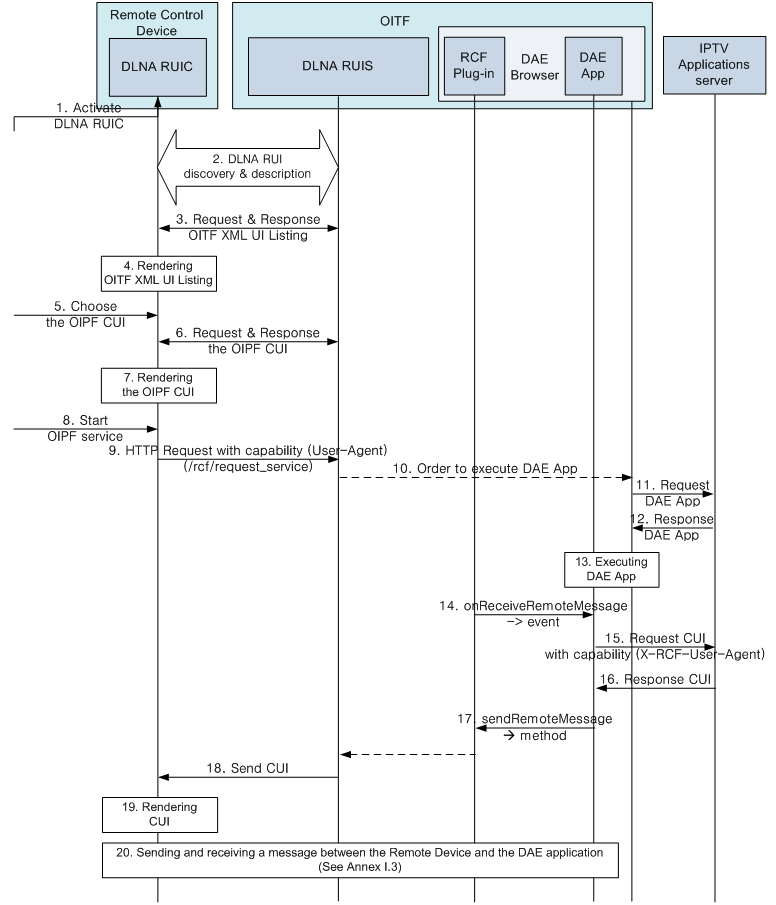 Remote Control
Device
OITF
DLNA RUIC
DLNA RUIS
RCF
Plug-in
DAE
Browser
DAE
App
IPTV
Applications
server
1. Activate
DLNA RUIC
2. DLNA RUI
discovery & description
3. Request & Response
OITF XML UI Listing
4. Rendering
OITF XML UI Listing
5. Choose
the OIPF CUI
6. Request & Response
the OIPF CUI
7. Rendering
the OIPF CUI
8. Start
OIPF service
9. HTTP Request with capability (User-Agent)
(/rcf/request_service)
10. Order to execute DAE App
11. Request
DAE App
12. Response
DAE App
13. Executing
DAE App
14. onReceiveRemoteMessage
-> event
15. Request CUI
with capability (X-RCF-User-Agent)
16. Response CUI
17. sendRemoteMessage
→ method
18. Send CUI
19. Rendering
CUI
20. Sending and receiving a message between the Remote Device and the DAE application
(See Annex I.3)